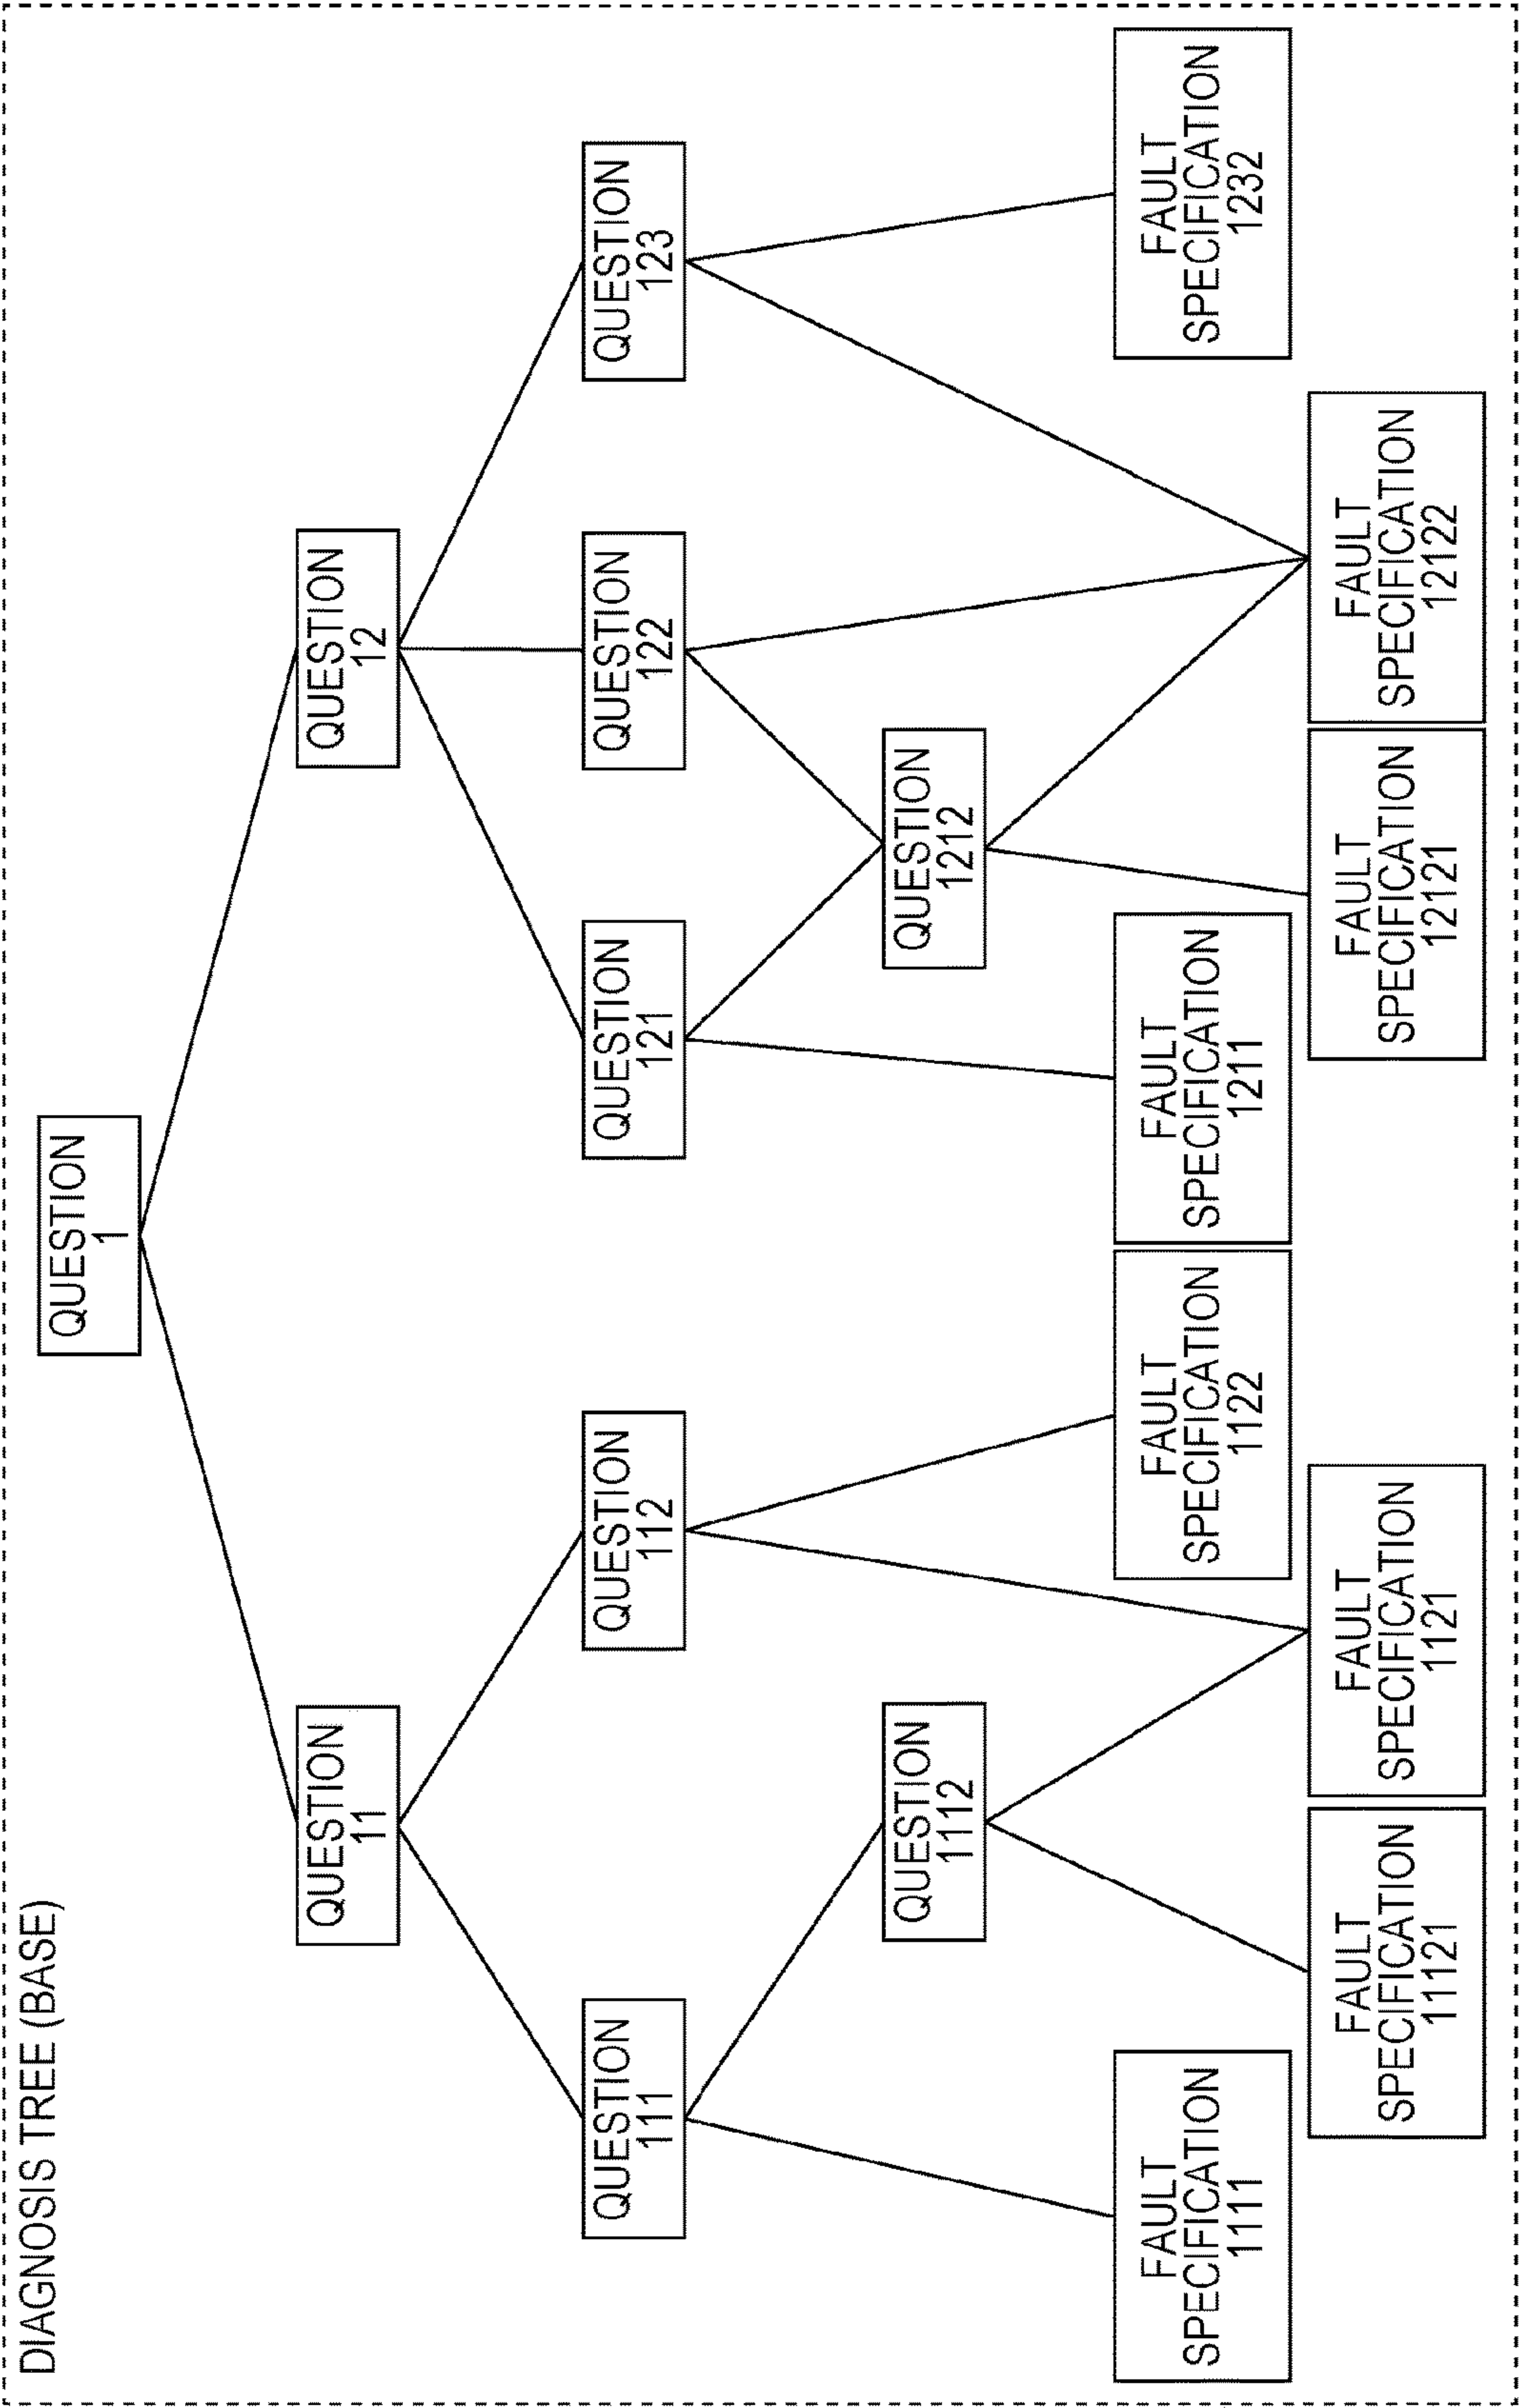 DIAGNOSIS TREE (BASE)
QUESTION
1
QUESTION
11
QUESTION
12
QUESTION
111
QUESTION
112
QUESTION
121
QUESTION
122
QUESTION
123
QUESTION
1112
QUESTION
1212
FAULT
SPECIFICATION
1111
FAULT
SPECIFICATION
1122
FAULT
SPECIFICATION
1211
FAULT
SPECIFICATION
1232
FAULT
SPECIFICATION
11121
FAULT
SPECIFICATION
1121
FAULT
SPECIFICATION
12121
FAULT
SPECIFICATION
12122